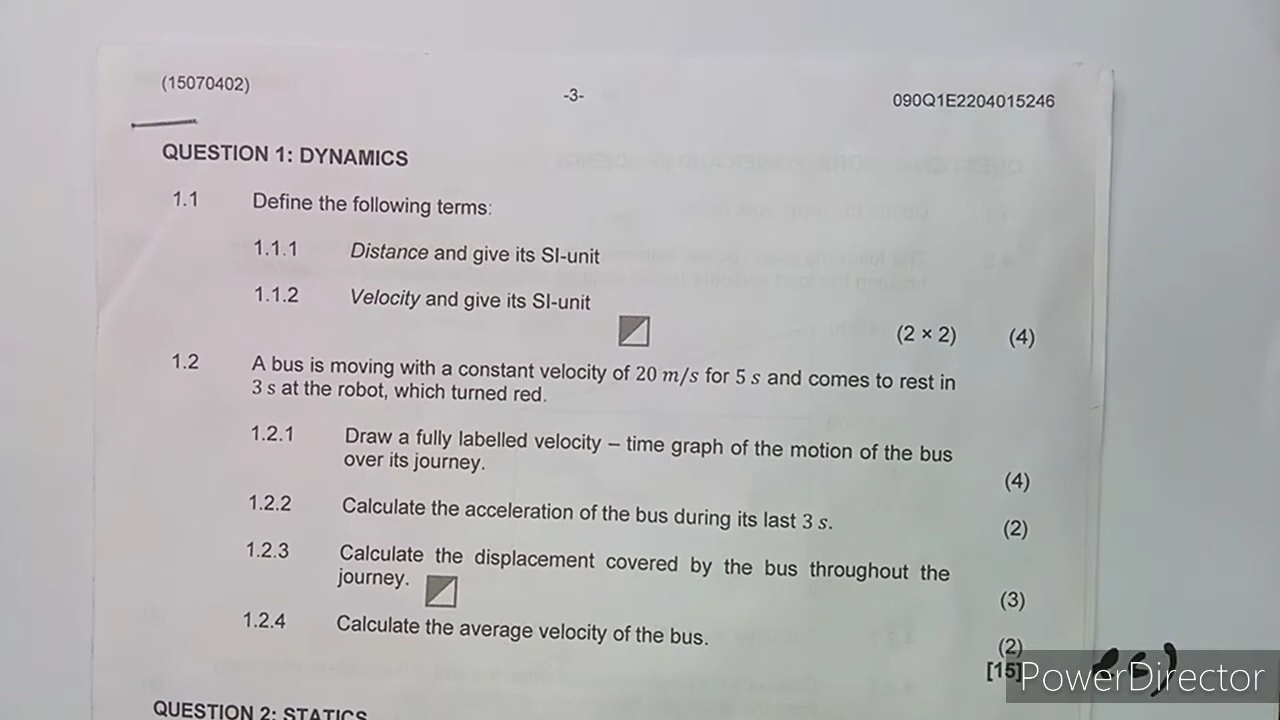 (15070402) -3- 090Q1E2204015246
QUESTION 1: DYNAMICS
1.1 Define the following terms:
1.1.1 Distance and give its SI-unit
1.1.2 Velocity and give its SI-unit
(2 × 2) (4)
1.2 A bus is moving with a constant velocity of 20 m/s for 5 s and comes to rest in
3 s at the robot, which turned red.
1.2.1 Draw a fully labelled velocity – time graph of the motion of the bus
over its journey.
(4)
1.2.2 Calculate the acceleration of the bus during its last 3 s.
(2)
1.2.3 Calculate the displacement covered by the bus throughout the
journey.
(3)
1.2.4 Calculate the average velocity of the bus.
(2)
[15]
PowerDirector
QUESTION 2: STATICS